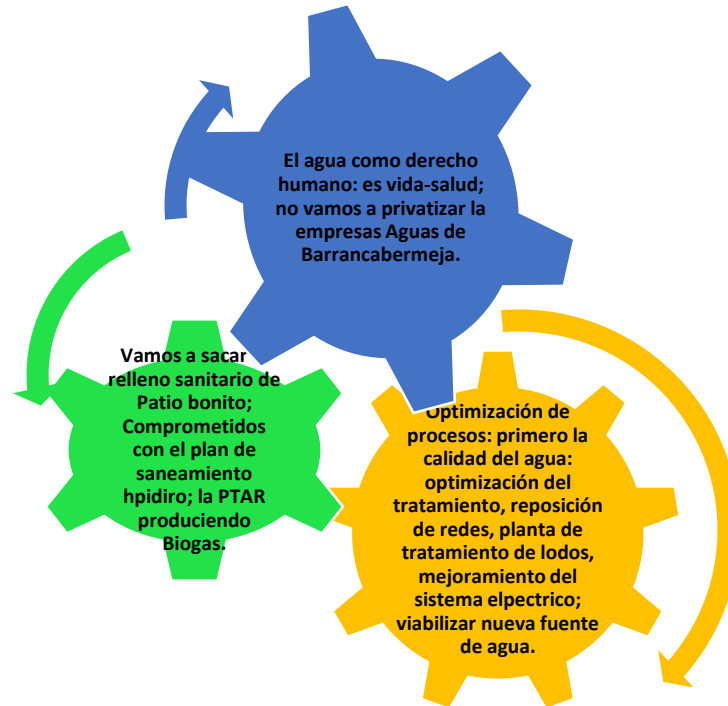 El agua como derecho
humano: es vida-salud;
no vamos a privatizar la
empresas Aguas de
Barrancabermeja.
Vamos a sacar
relleno sanitario de
Patio bonito;
Comprometidos
con el plan de
saneamiento
hpidiro; la PTAR
produciendo
Biogas.
Optimización de
procesos: primero la
calidad del agua:
optimización del
tratamiento, reposición
de redes, planta de
tratamiento de lodos,
mejoramiento del
sistema elpectrico;
viabilizar nueva fuente
de agua.